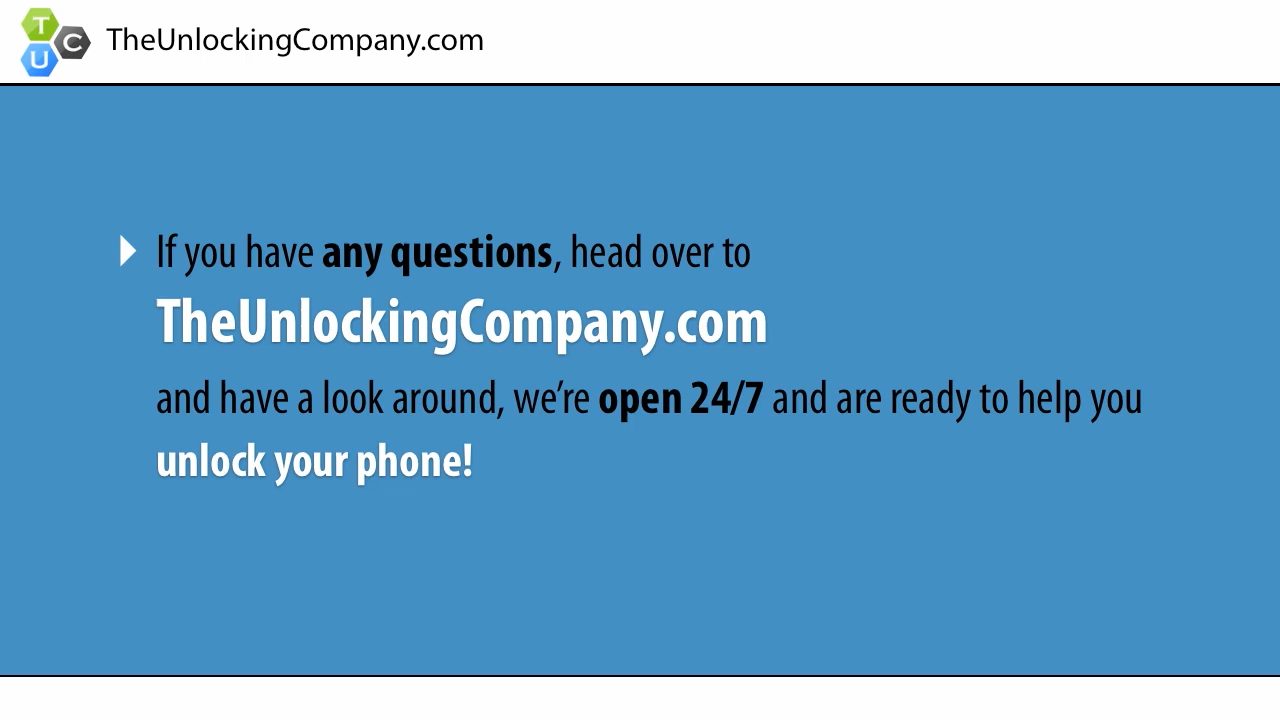 T
C
U
TheUnlockingCompany.com
If you have any questions, head over to
TheUnlockingCompany.com
and have a look around, we’re open 24/7 and are ready to help you
unlock your phone!